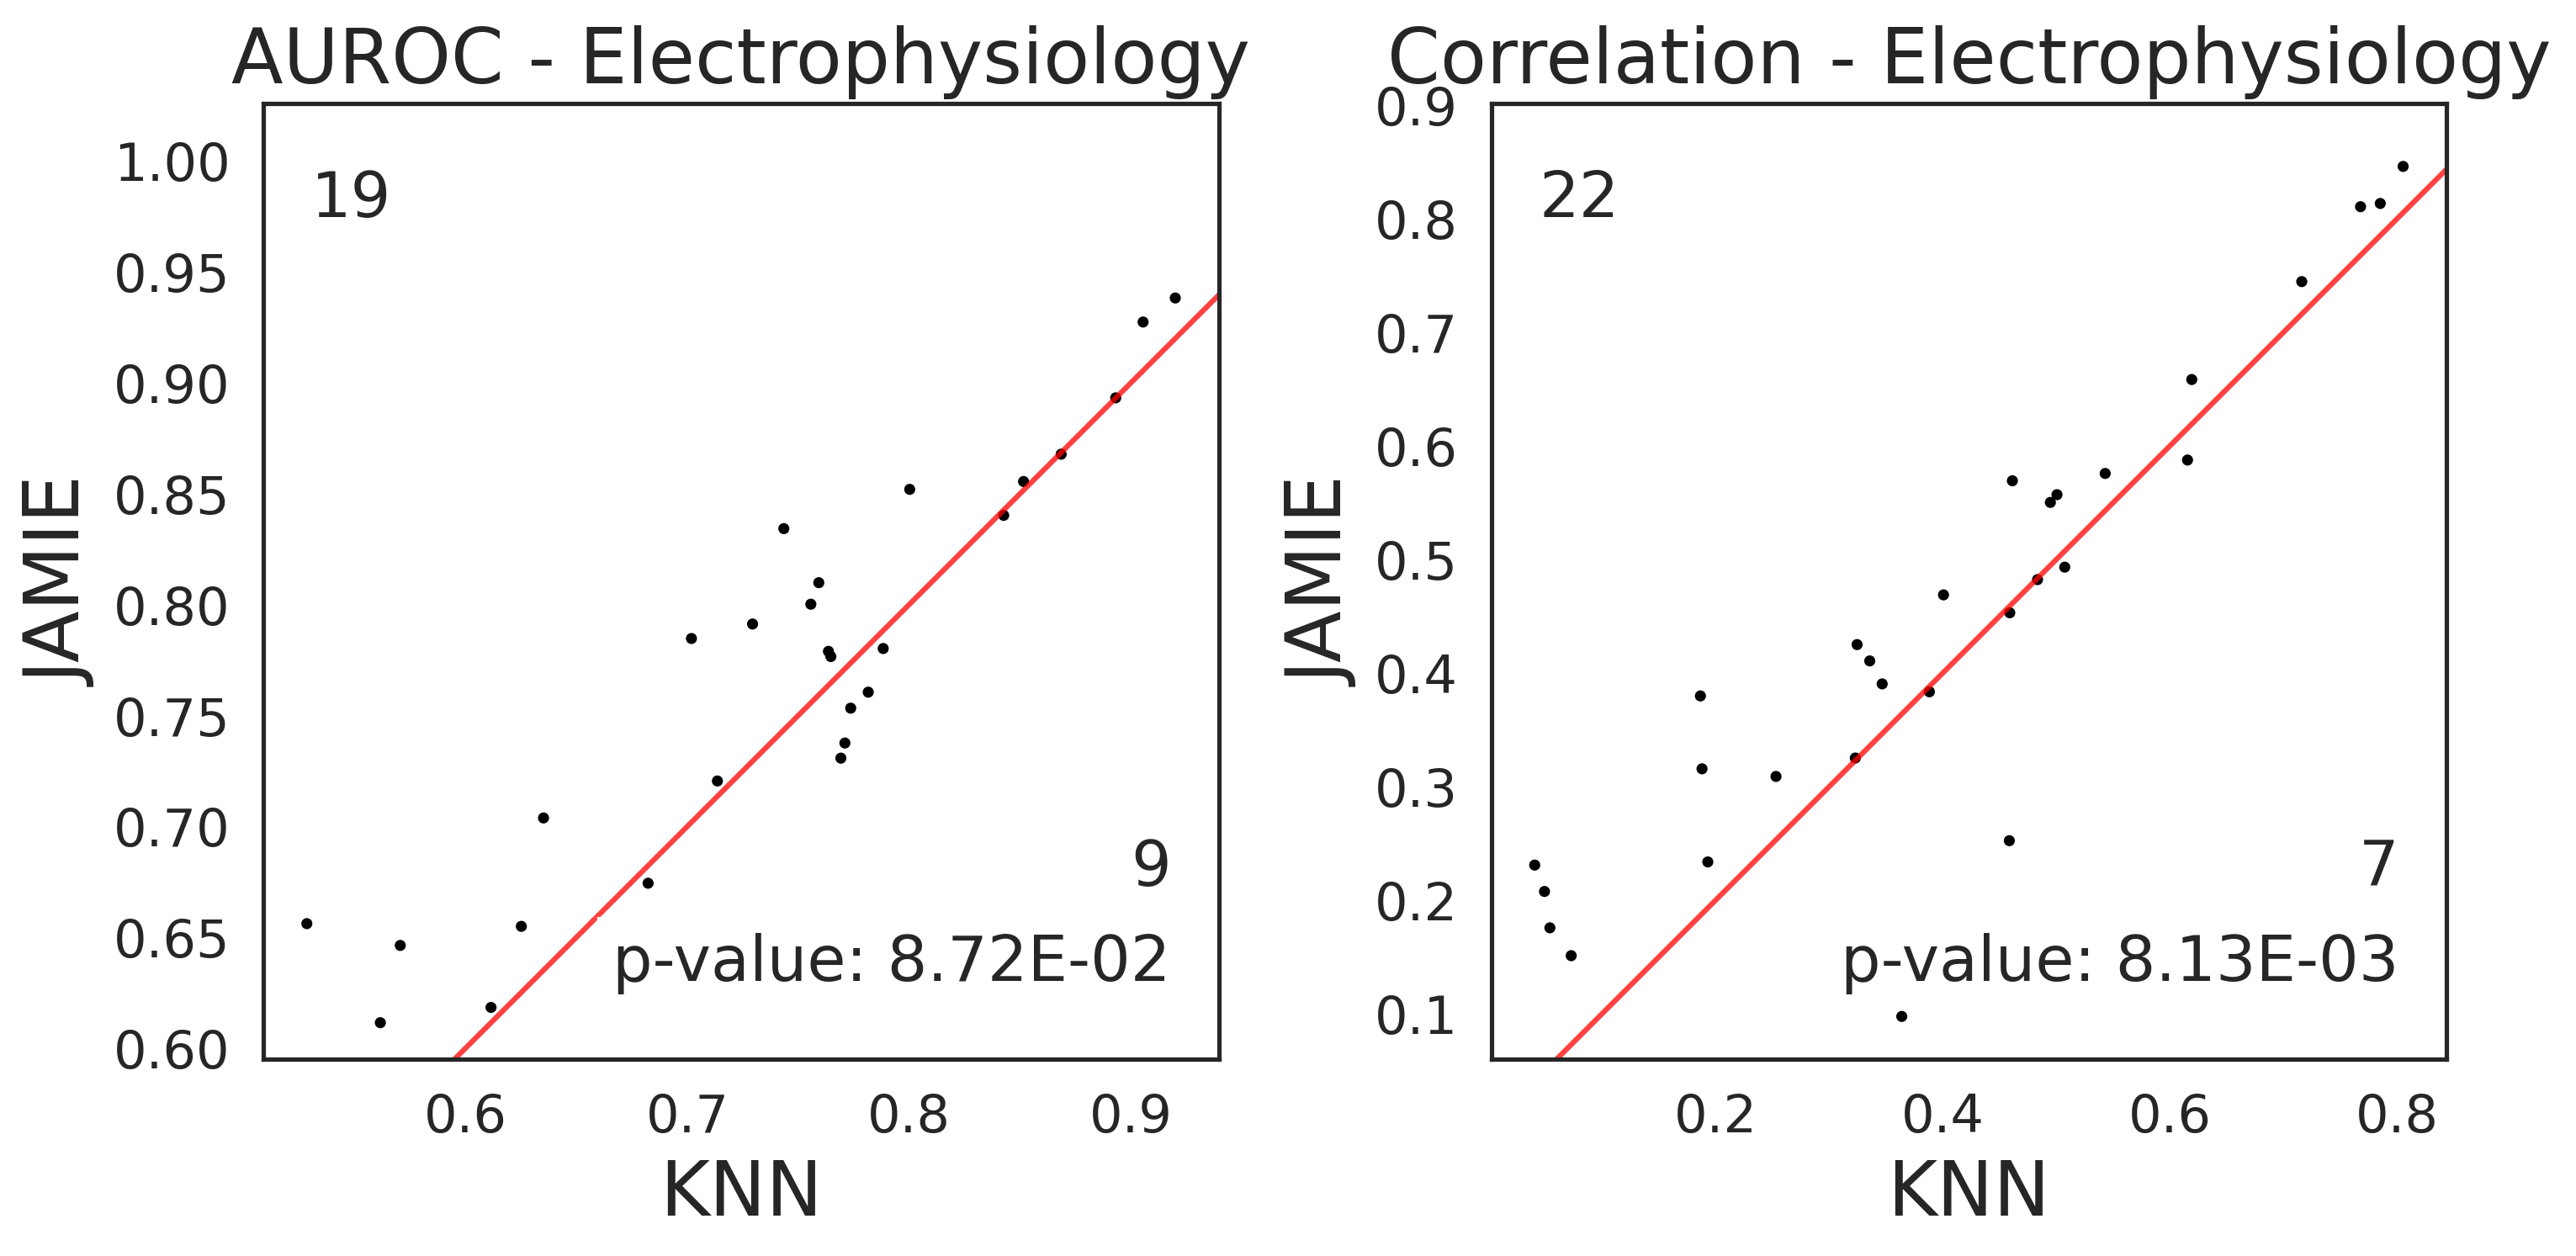 AUROC - Electrophysiology
JAMIE
1.00
0.95
0.90
0.85
0.80
0.75
0.70
0.65
0.60
19
9
p-value: 8.72E-02
0.6 0.7 0.8 0.9
KNN
Correlation - Electrophysiology
JAMIE
0.9
0.8
0.7
0.6
0.5
0.4
0.3
0.2
0.1
22
7
p-value: 8.13E-03
0.2 0.4 0.6 0.8
KNN